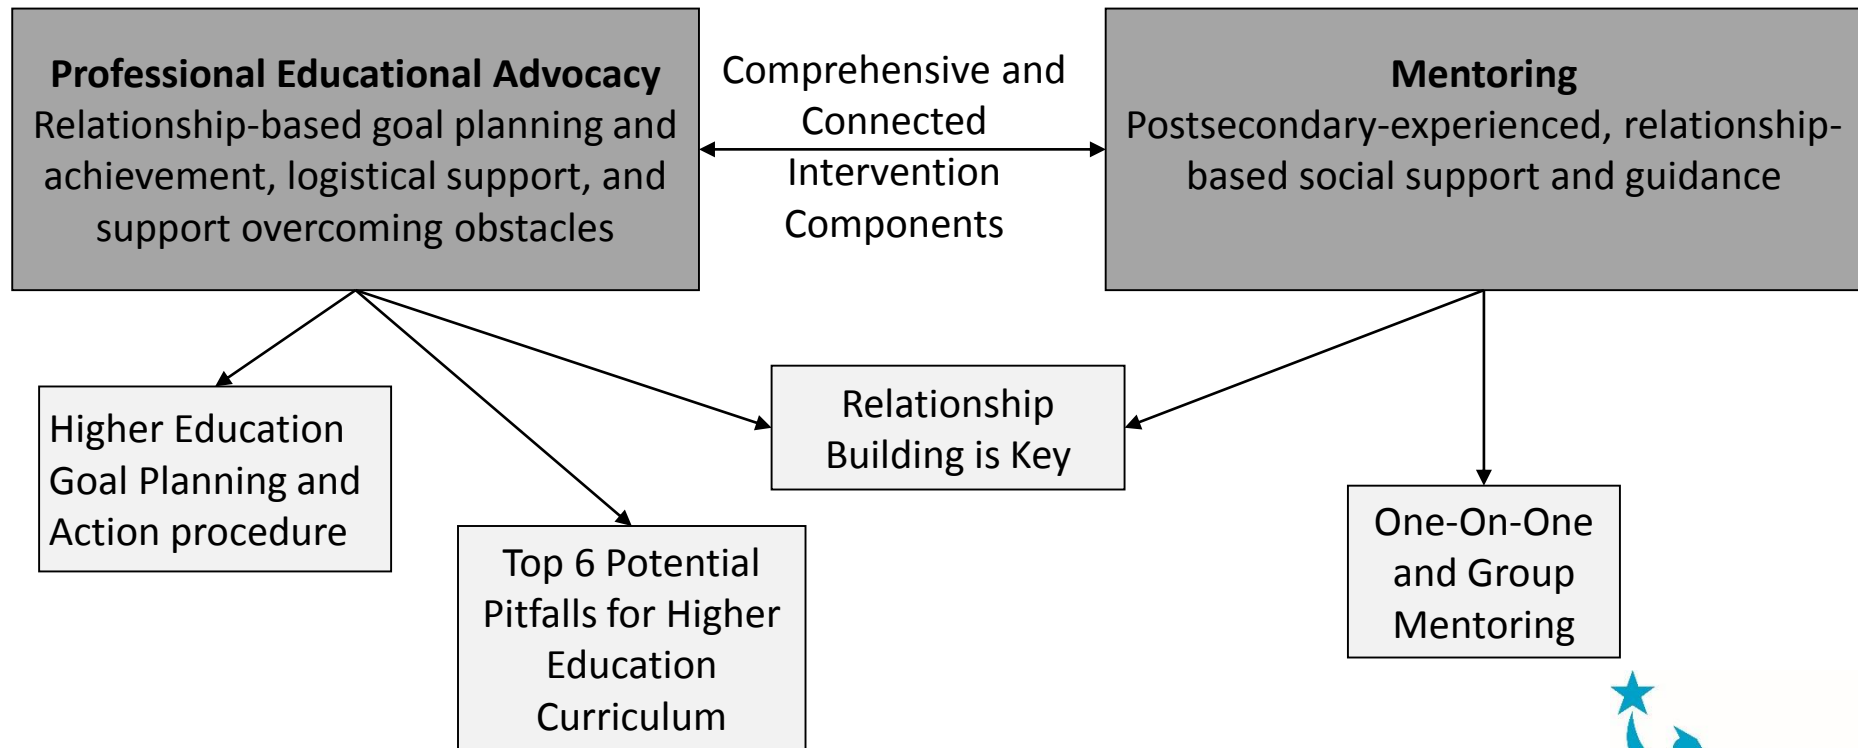 Professional Educational Advocacy
Relationship-based goal planning and
achievement, logistical support, and
support overcoming obstacles
Comprehensive and
Connected
Intervention
Components
Mentoring
Postsecondary-experienced, relationship-
based social support and guidance
Higher Education
Goal Planning and
Action procedure
Top 6 Potential
Pitfalls for Higher
Education
Curriculum
Relationship
Building is Key
One-On-One
and Group
Mentoring